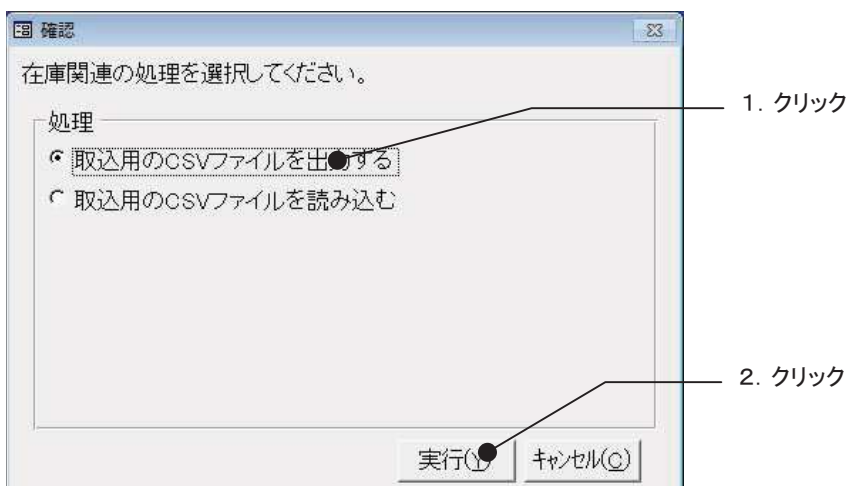 確認
在庫関連の処理を選択してください。
処理
取込用のCSVファイルを出力する
取込用のCSVファイルを読み込む
1. クリック
2. クリック
実行(Y)
キャンセル(C)